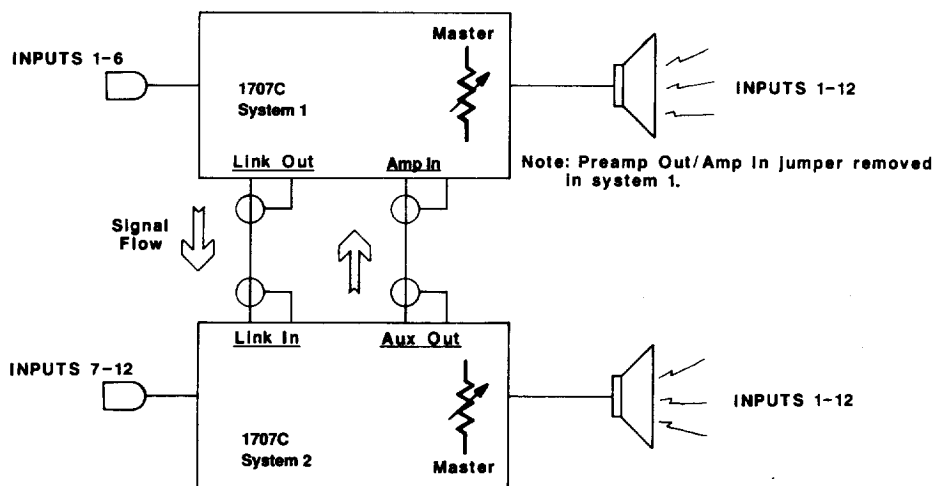 Master
INPUTS 1-6
1707C
System 1
INPUTS 1-12
Link Out
Amp In
Note: Preamp Out/Amp In jumper removed
in system 1.
Signal
Flow
Link In
Aux Out
INPUTS 7-12
INPUTS 1-12
1707C
System 2
Master